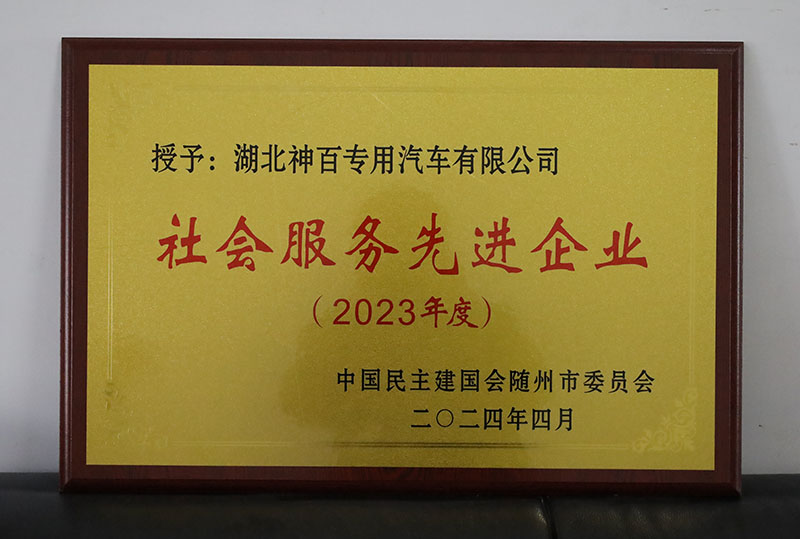 授予：湖北神百专用汽车有限公司
社会服务先进企业
（2023年度）
中国民主建国会随州市委员会
二〇二四年四月